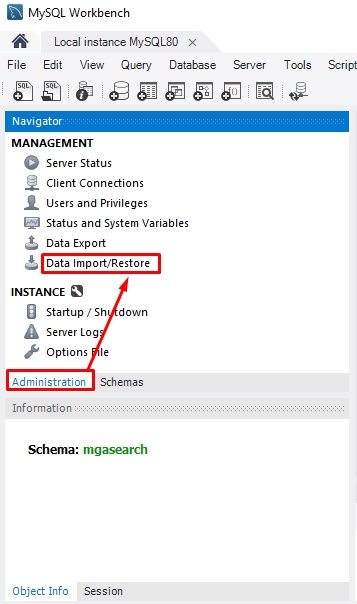 MySQL Workbench
Local instance MySQL80 ×
File Edit View Query Database Server Tools Script
Navigator
MANAGEMENT
Server Status
Client Connections
Users and Privileges
Status and System Variables
Data Export
Data Import/Restore
INSTANCE
Startup / Shutdown
Server Logs
Options File
Administration Schemas
Information
Schema: mgasearch
Object Info Session